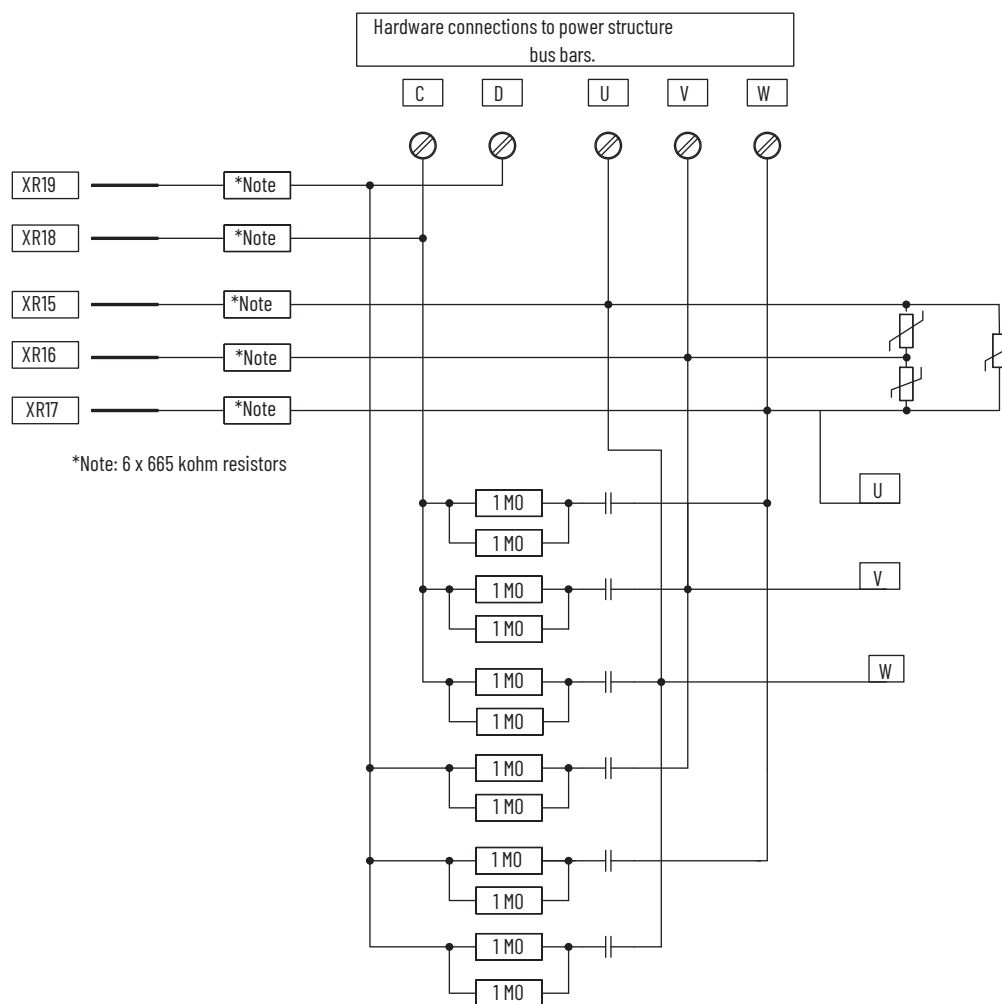 Hardware connections to power structure
bus bars.
C D U V W
XR19 *Note
XR18 *Note
XR15 *Note
XR16 *Note
XR17 *Note
*Note: 6 x 665 kohm resistors
U
1 MO
1 MO
V
1 MO
1 MO
W
1 MO
1 MO
1 MO
1 MO
1 MO
1 MO
1 MO
1 MO